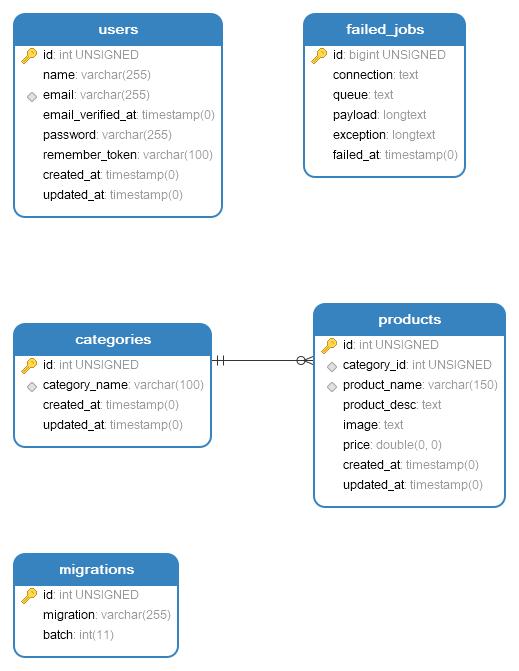 users
id: int UNSIGNED
name: varchar(255)
email: varchar(255)
email_verified_at: timestamp(0)
password: varchar(255)
remember_token: varchar(100)
created_at: timestamp(0)
updated_at: timestamp(0)
failed_jobs
id: bigint UNSIGNED
connection: text
queue: text
payload: longtext
exception: longtext
failed_at: timestamp(0)
categories
id: int UNSIGNED
category_name: varchar(100)
created_at: timestamp(0)
updated_at: timestamp(0)
products
id: int UNSIGNED
category_id: int UNSIGNED
product_name: varchar(150)
product_desc: text
image: text
price: double(0, 0)
created_at: timestamp(0)
updated_at: timestamp(0)
migrations
id: int UNSIGNED
migration: varchar(255)
batch: int(11)